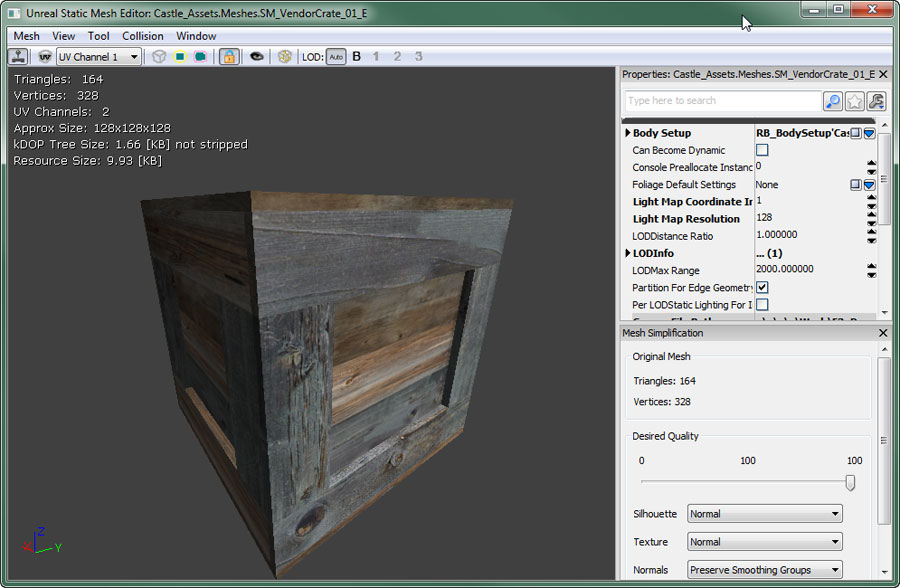 Unreal Static Mesh Editor: Castle_Assets.Meshes.SM_VendorCrate_01_E
Mesh View Tool Collision Window
UV Channel 1 LOD: Auto B 1 2 3
Triangles: 164
Vertices: 328
UV Channels: 2
Approx Size: 128x128x128
kDOP Tree Size: 1.66 [KB] not stripped
Resource Size: 9.93 [KB]
X Z Y
Properties: Castle_Assets.Meshes.SM_VendorCrate_01_E
Type here to search
Body Setup RB_BodySetup'Cas
Can Become Dynamic
Console Preallocate Instanc 0
Foliage Default Settings None
Light Map Coordinate In 1
Light Map Resolution 128
LODDistance Ratio 1.000000
LODInfo ... (1)
LODMax Range 2000.000000
Partition For Edge Geometry
Per LODStatic Lighting For I
Mesh Simplification
Original Mesh
Triangles: 164
Vertices: 328
Desired Quality
0 100 100
Silhouette Normal
Texture Normal
Normals Preserve Smoothing Groups